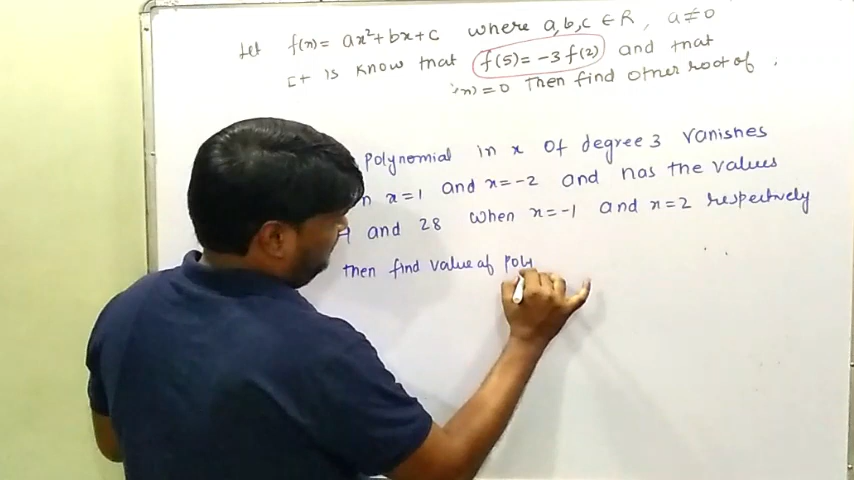 Let f(x) = ax²+bx+c where a,b,c ∈ R, a≠0
It is know that f(5) = -3 f(2) and that
x) = 0 Then find other root of
Polynomial in x of degree 3 vanishes
n x=1 and x=-2 and has the values
and 28 when x=-1 and x=2 respectively
then find value of poly